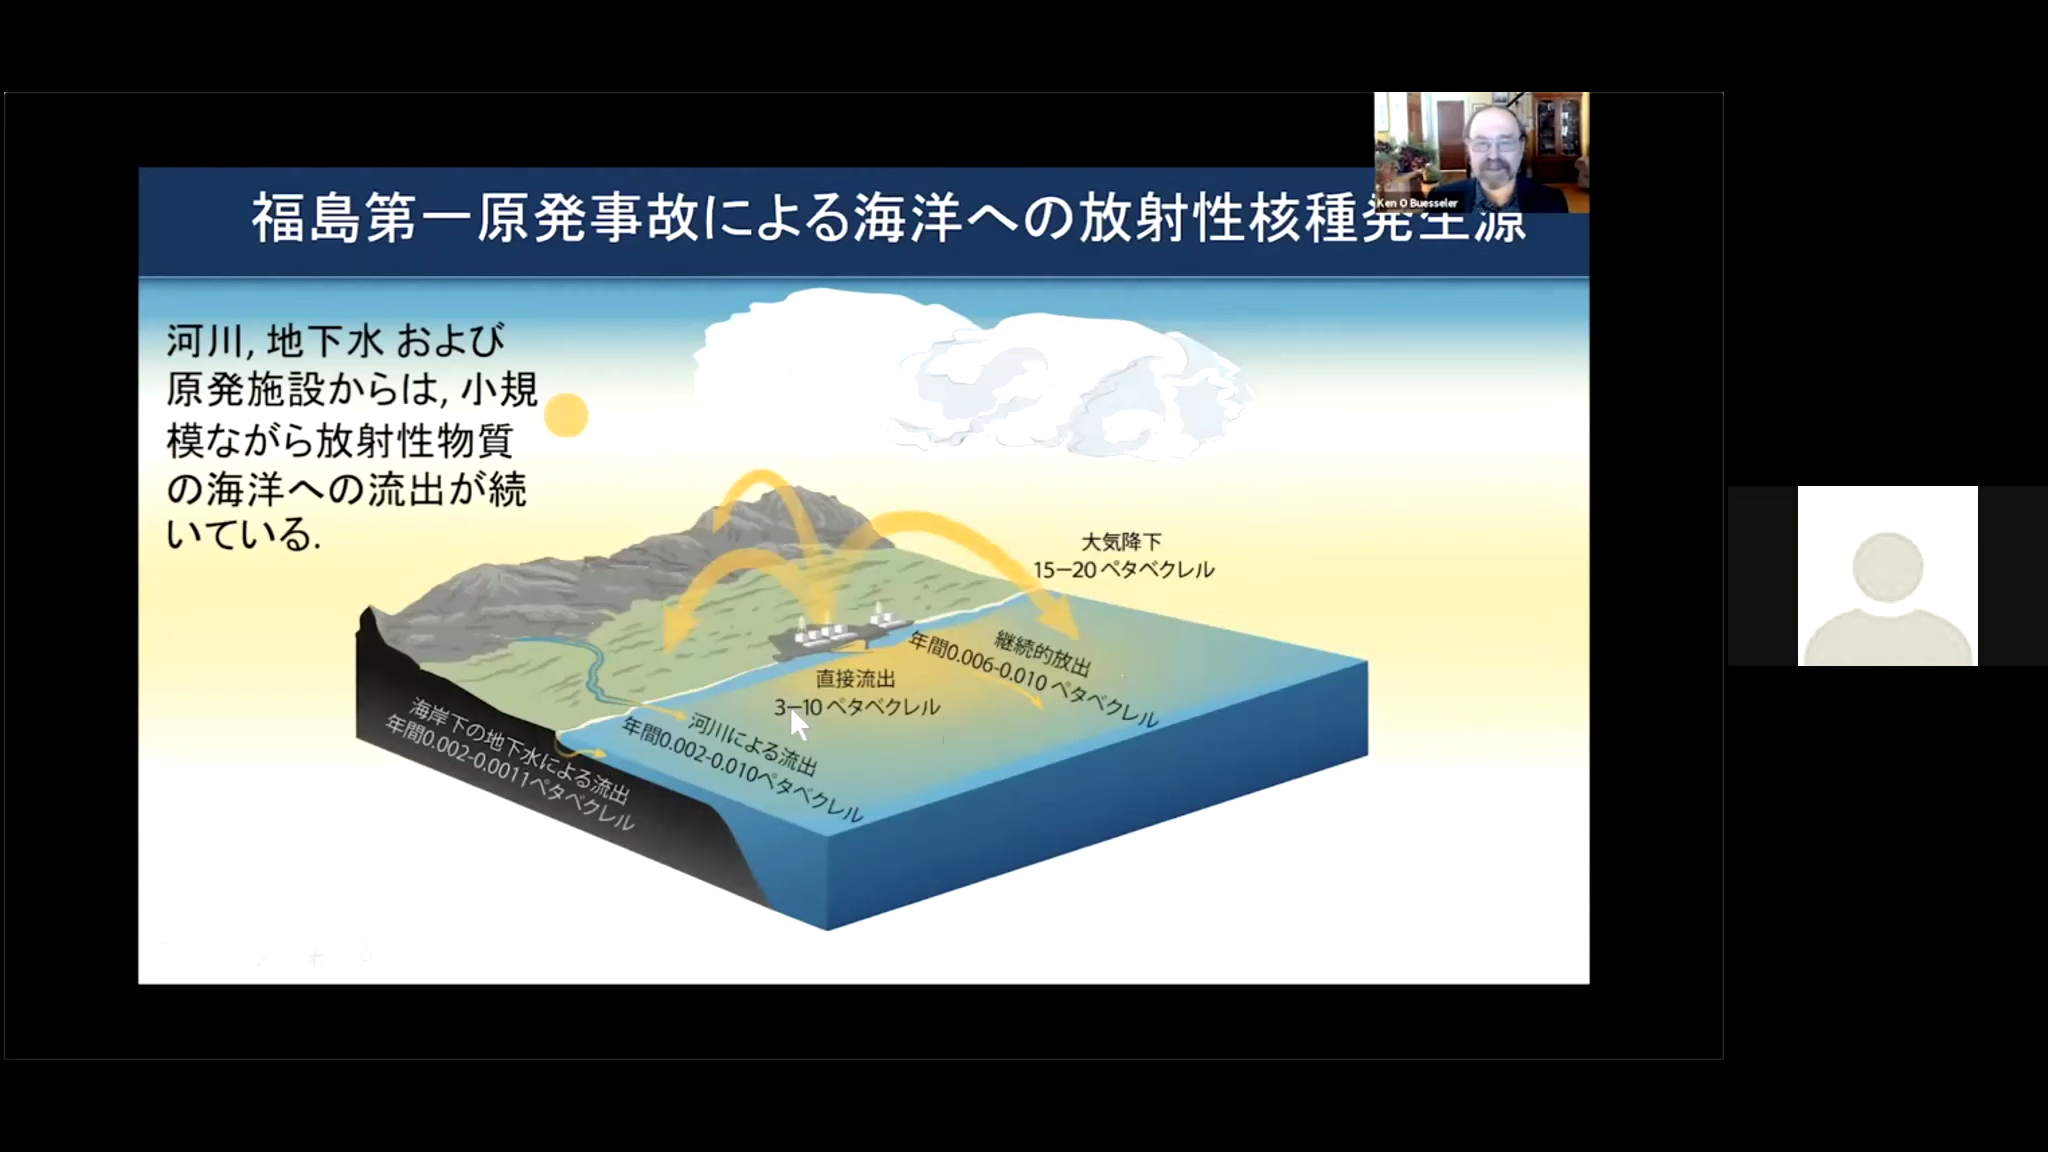 Ken O Buesseler
福島第一原発事故による海洋への放射性核種発生源
河川, 地下水 および
原発施設からは, 小規
模ながら放射性物質
の海洋への流出が続
いている.
大気降下
15−20 ペタベクレル
継続的放出
年間0.006-0.010 ペタベクレル
直接流出
3−10 ペタベクレル
河川による流出
年間0.002-0.010ペタベクレル
海岸下の地下水による流出
年間0.002-0.0011ペタベクレル